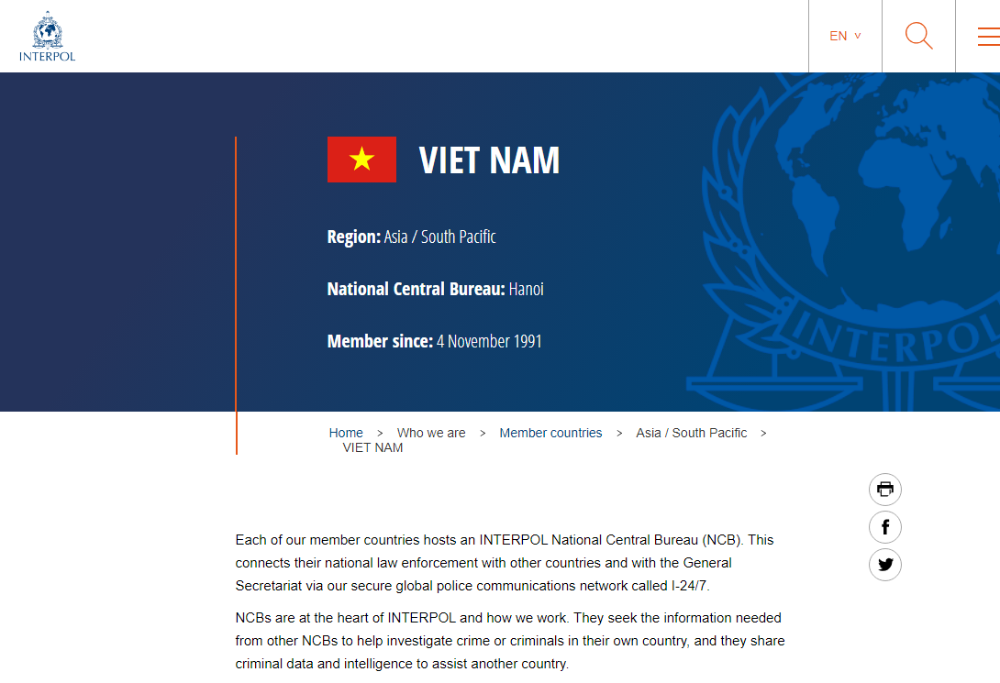 INTERPOL
EN
VIET NAM
Region: Asia / South Pacific
National Central Bureau: Hanoi
Member since: 4 November 1991
INTERPOL
Home > Who we are > Member countries > Asia / South Pacific >
VIET NAM
Each of our member countries hosts an INTERPOL National Central Bureau (NCB). This
connects their national law enforcement with other countries and with the General
Secretariat via our secure global police communications network called I-24/7.
NCBs are at the heart of INTERPOL and how we work. They seek the information needed
from other NCBs to help investigate crime or criminals in their own country, and they share
criminal data and intelligence to assist another country.